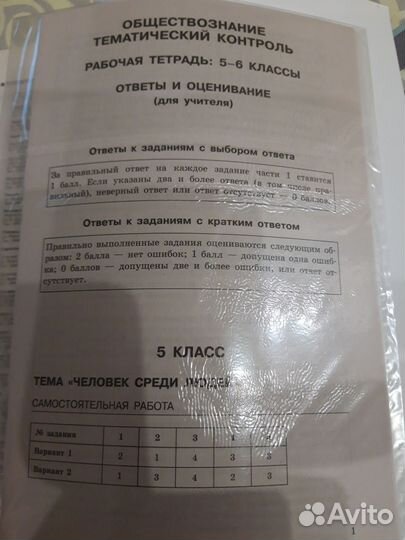 ОБЩЕСТВОЗНАНИЕ
ТЕМАТИЧЕСКИЙ КОНТРОЛЬ
РАБОЧАЯ ТЕТРАДЬ: 5–6 КЛАССЫ
ОТВЕТЫ И ОЦЕНИВАНИЕ
(для учителя)
Ответы к заданиям с выбором ответа
За правильный ответ на каждое задание части 1 ставится
1 балл. Если указаны два и более ответа (в том числе пра-
вильный), неверный ответ или ответ отсутствует — 0 баллов.
Ответы к заданиям с кратким ответом
Правильно выполненные задания оцениваются следующим об-
разом: 2 балла — нет ошибок; 1 балл — допущена одна ошиб-
ка; 0 баллов — допущены две и более ошибки, или ответ от-
сутствует.
5 КЛАСС
ТЕМА «ЧЕЛОВЕК СРЕДИ ЛЮДЕЙ
САМОСТОЯТЕЛЬНАЯ РАБОТА
№ задания 1 2 3 4
Вариант 1 2 1 4 3 3
Вариант 2 1 3 4 2 3
1
Avito